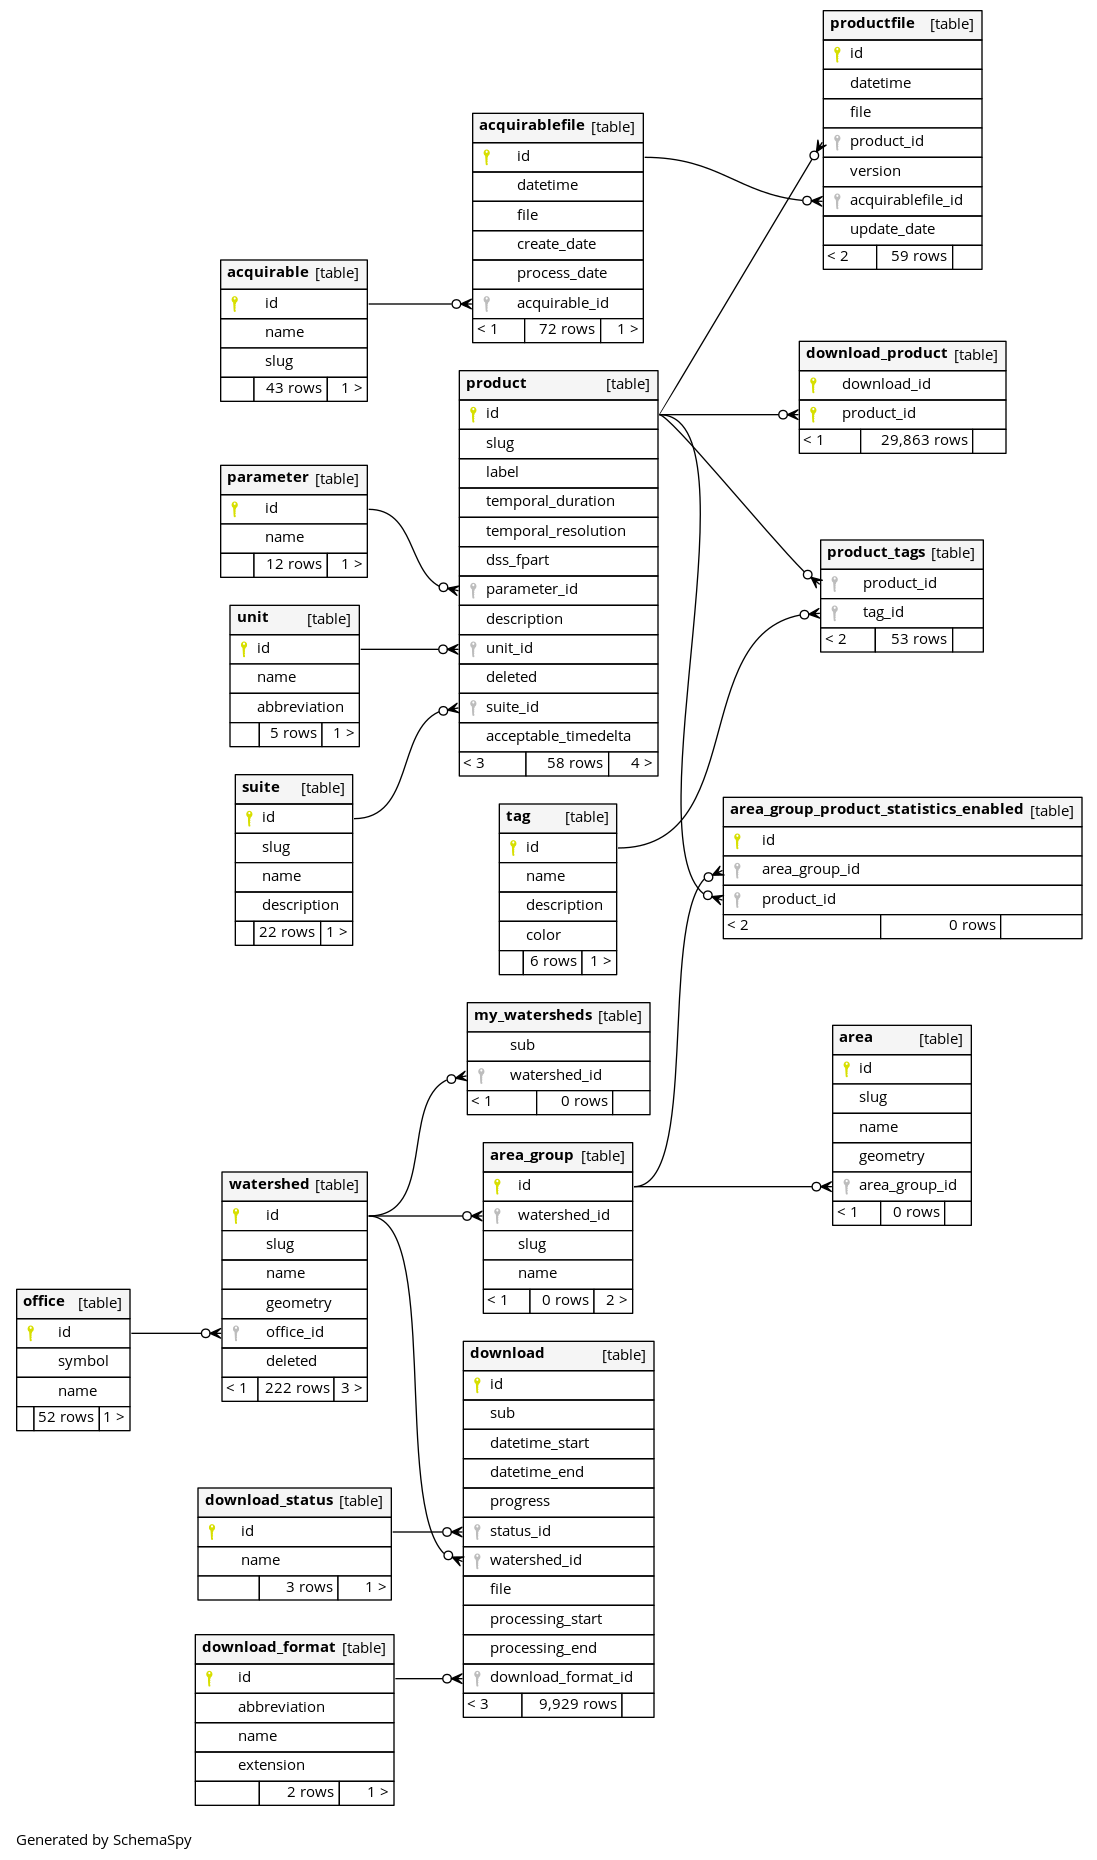 productfile [table]
id
datetime
file
product_id
version
acquirablefile_id
update_date
< 2 59 rows
acquirablefile [table]
id
datetime
file
create_date
process_date
acquirable_id
< 1 72 rows 1 >
acquirable [table]
id
name
slug
43 rows 1 >
download_product [table]
download_id
product_id
< 1 29,863 rows
product [table]
id
slug
label
temporal_duration
temporal_resolution
dss_fpart
parameter_id
description
unit_id
deleted
suite_id
acceptable_timedelta
< 3 58 rows 4 >
parameter [table]
id
name
12 rows 1 >
product_tags [table]
product_id
tag_id
< 2 53 rows
unit [table]
id
name
abbreviation
5 rows 1 >
suite [table]
id
slug
name
description
22 rows 1 >
tag [table]
id
name
description
color
6 rows 1 >
area_group_product_statistics_enabled [table]
id
area_group_id
product_id
< 2 0 rows
my_watersheds [table]
sub
watershed_id
< 1 0 rows
area [table]
id
slug
name
geometry
area_group_id
< 1 0 rows
area_group [table]
id
watershed_id
slug
name
< 1 0 rows 2 >
watershed [table]
id
slug
name
geometry
office_id
deleted
< 1 222 rows 3 >
office [table]
id
symbol
name
52 rows 1 >
download [table]
id
sub
datetime_start
datetime_end
progress
status_id
watershed_id
file
processing_start
processing_end
download_format_id
< 3 9,929 rows
download_status [table]
id
name
3 rows 1 >
download_format [table]
id
abbreviation
name
extension
2 rows 1 >
Generated by SchemaSpy